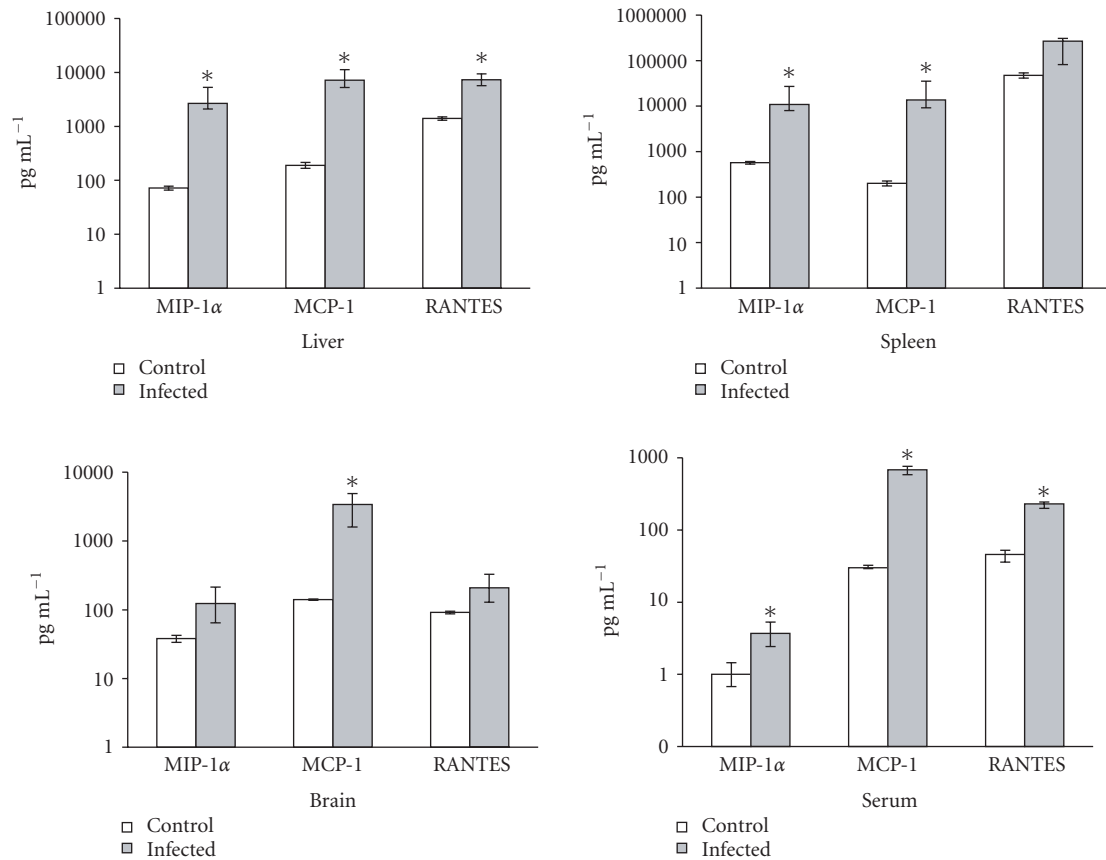 100000
10000
1000
100
10
1
pg mL⁻¹
* * *
MIP-1α MCP-1 RANTES
Liver
Control
Infected
1000000
100000
10000
1000
100
10
1
pg mL⁻¹
* *
MIP-1α MCP-1 RANTES
Spleen
Control
Infected
10000
1000
100
10
1
pg mL⁻¹
*
MIP-1α MCP-1 RANTES
Brain
Control
Infected
1000
100
10
1
0
pg mL⁻¹
* * *
MIP-1α MCP-1 RANTES
Serum
Control
Infected